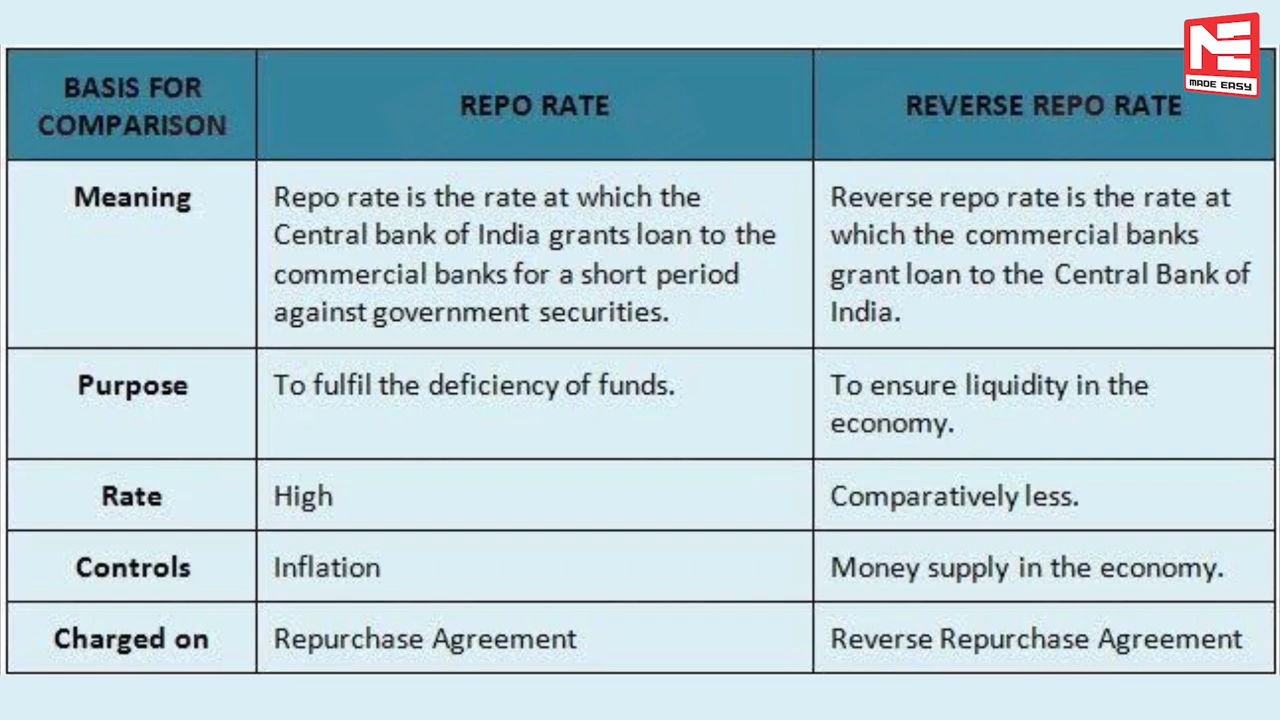 ME
MADE EASY
BASIS FOR
COMPARISON
REPO RATE
REVERSE REPO RATE
Meaning
Repo rate is the rate at which the
Central bank of India grants loan to the
commercial banks for a short period
against government securities.
Reverse repo rate is the rate at
which the commercial banks
grant loan to the Central Bank of
India.
Purpose
To fulfil the deficiency of funds.
To ensure liquidity in the
economy.
Rate
High
Comparatively less.
Controls
Inflation
Money supply in the economy.
Charged on
Repurchase Agreement
Reverse Repurchase Agreement